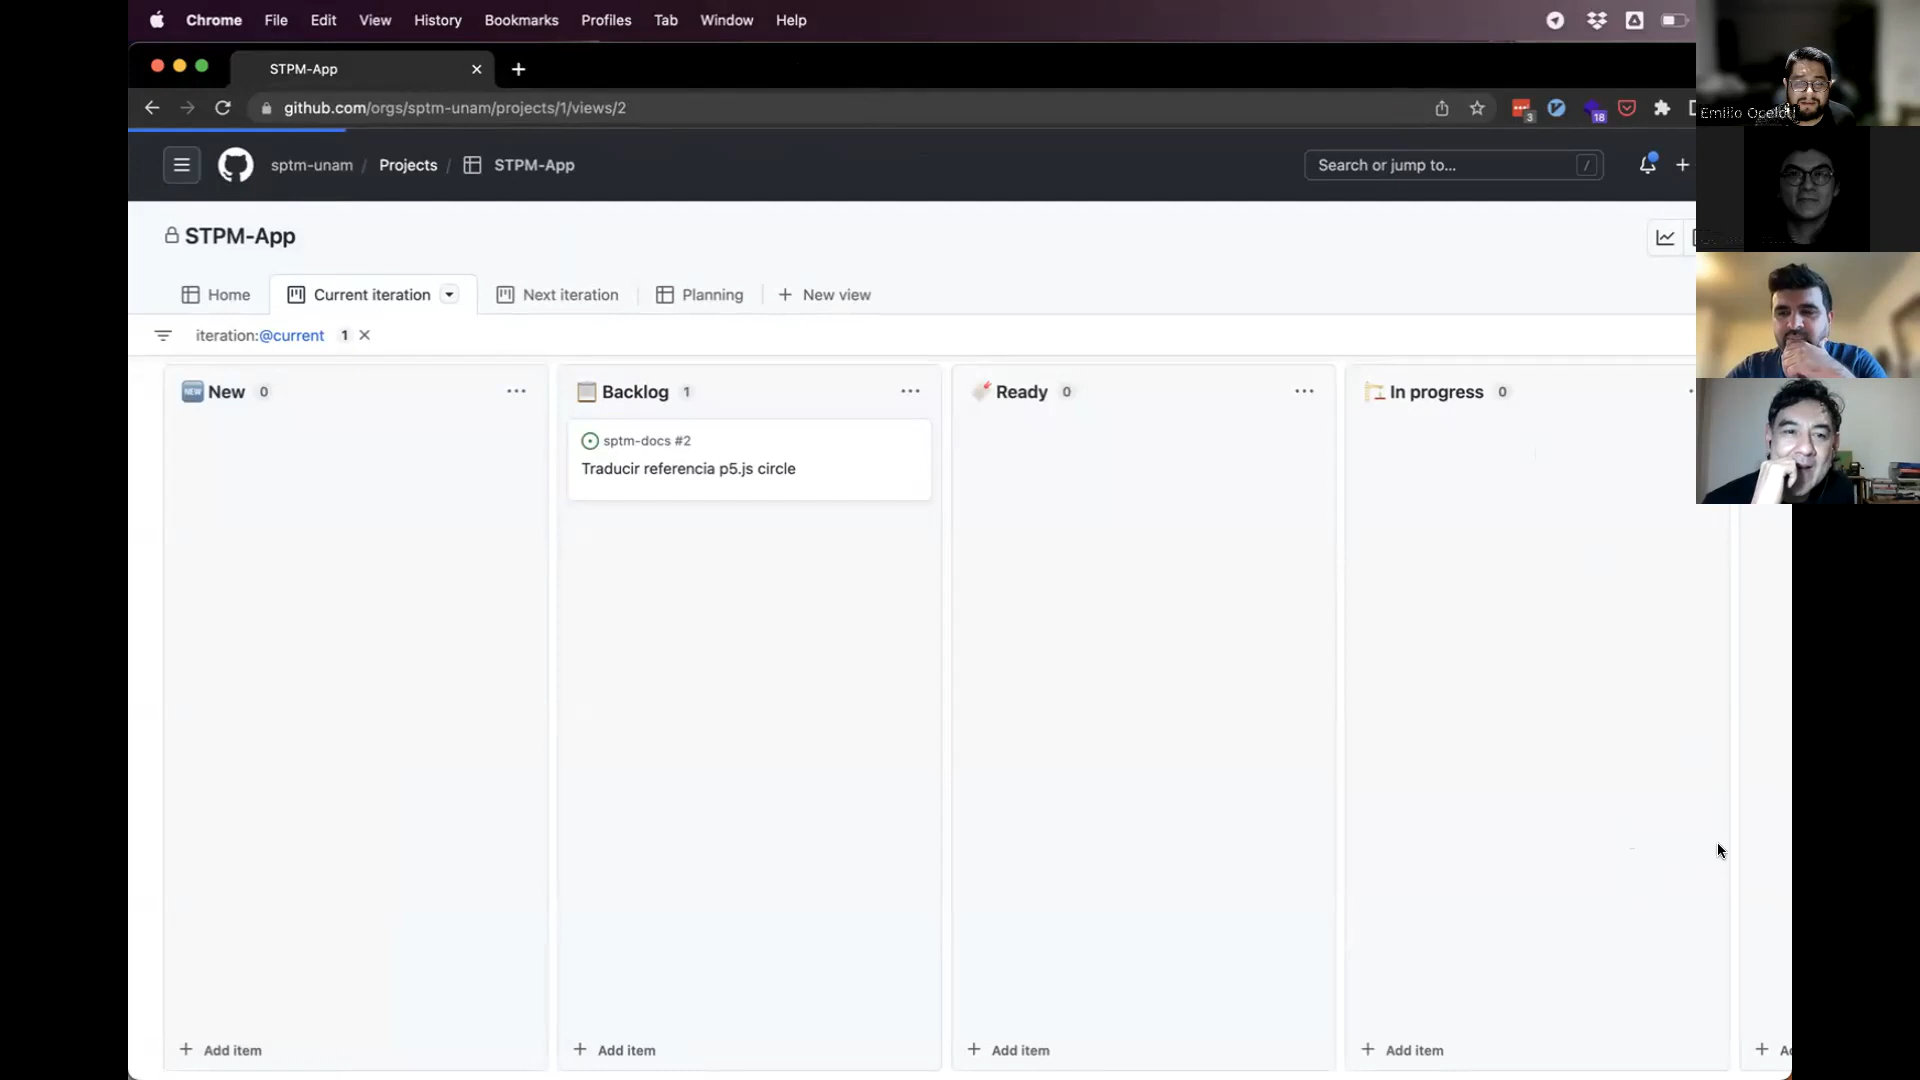 Chrome File Edit View History Bookmarks Profiles Tab Window Help
STPM-App
github.com/orgs/sptm-unam/projects/1/views/2
3
18
sptm-unam / Projects / STPM-App
Search or jump to... /
STPM-App
Home
Current iteration
Next iteration
Planning
New view
iteration:@current 1
NEW New 0
Backlog 1
Ready 0
In progress 0
sptm-docs #2
Traducir referencia p5.js circle
Add item
Add item
Add item
Add item
Emilio Ocelotl